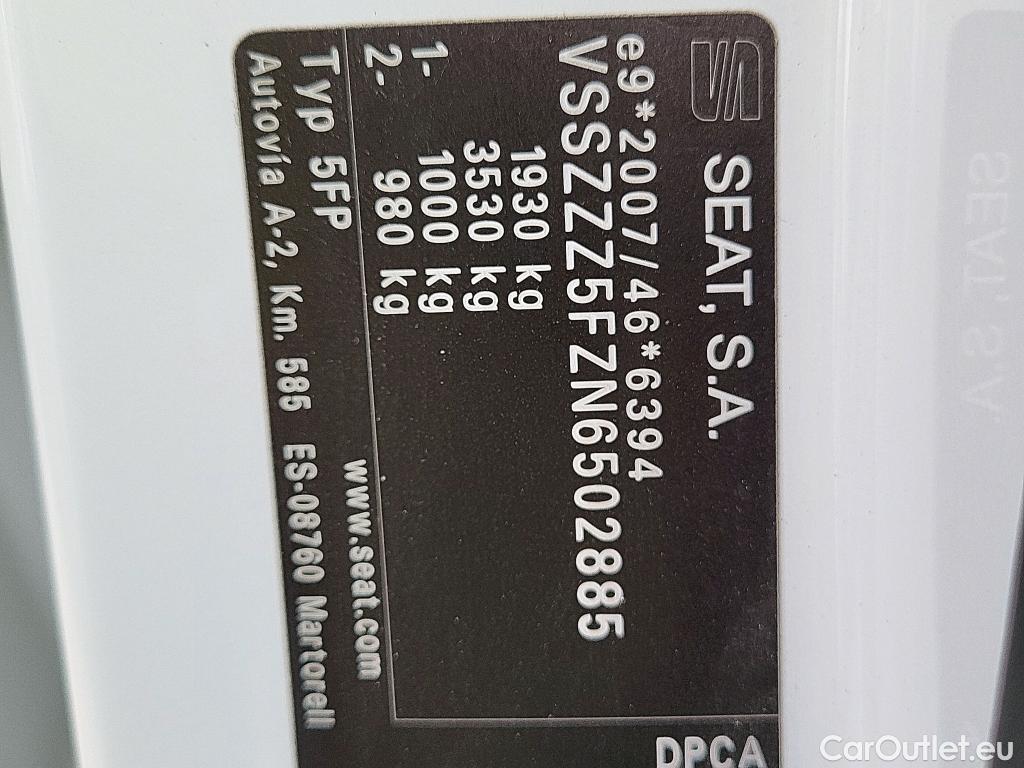 SEAT, S.A.
e9*2007/46*6394
VSSZZZ5FZN6502885
1930 kg
3530 kg
1- 1000 kg
2- 980 kg
Typ 5FP www.seat.com
Autovía A-2, Km. 585 ES-08760 Martorell
DPCA
SEAT, S.A.
CarOutlet.eu